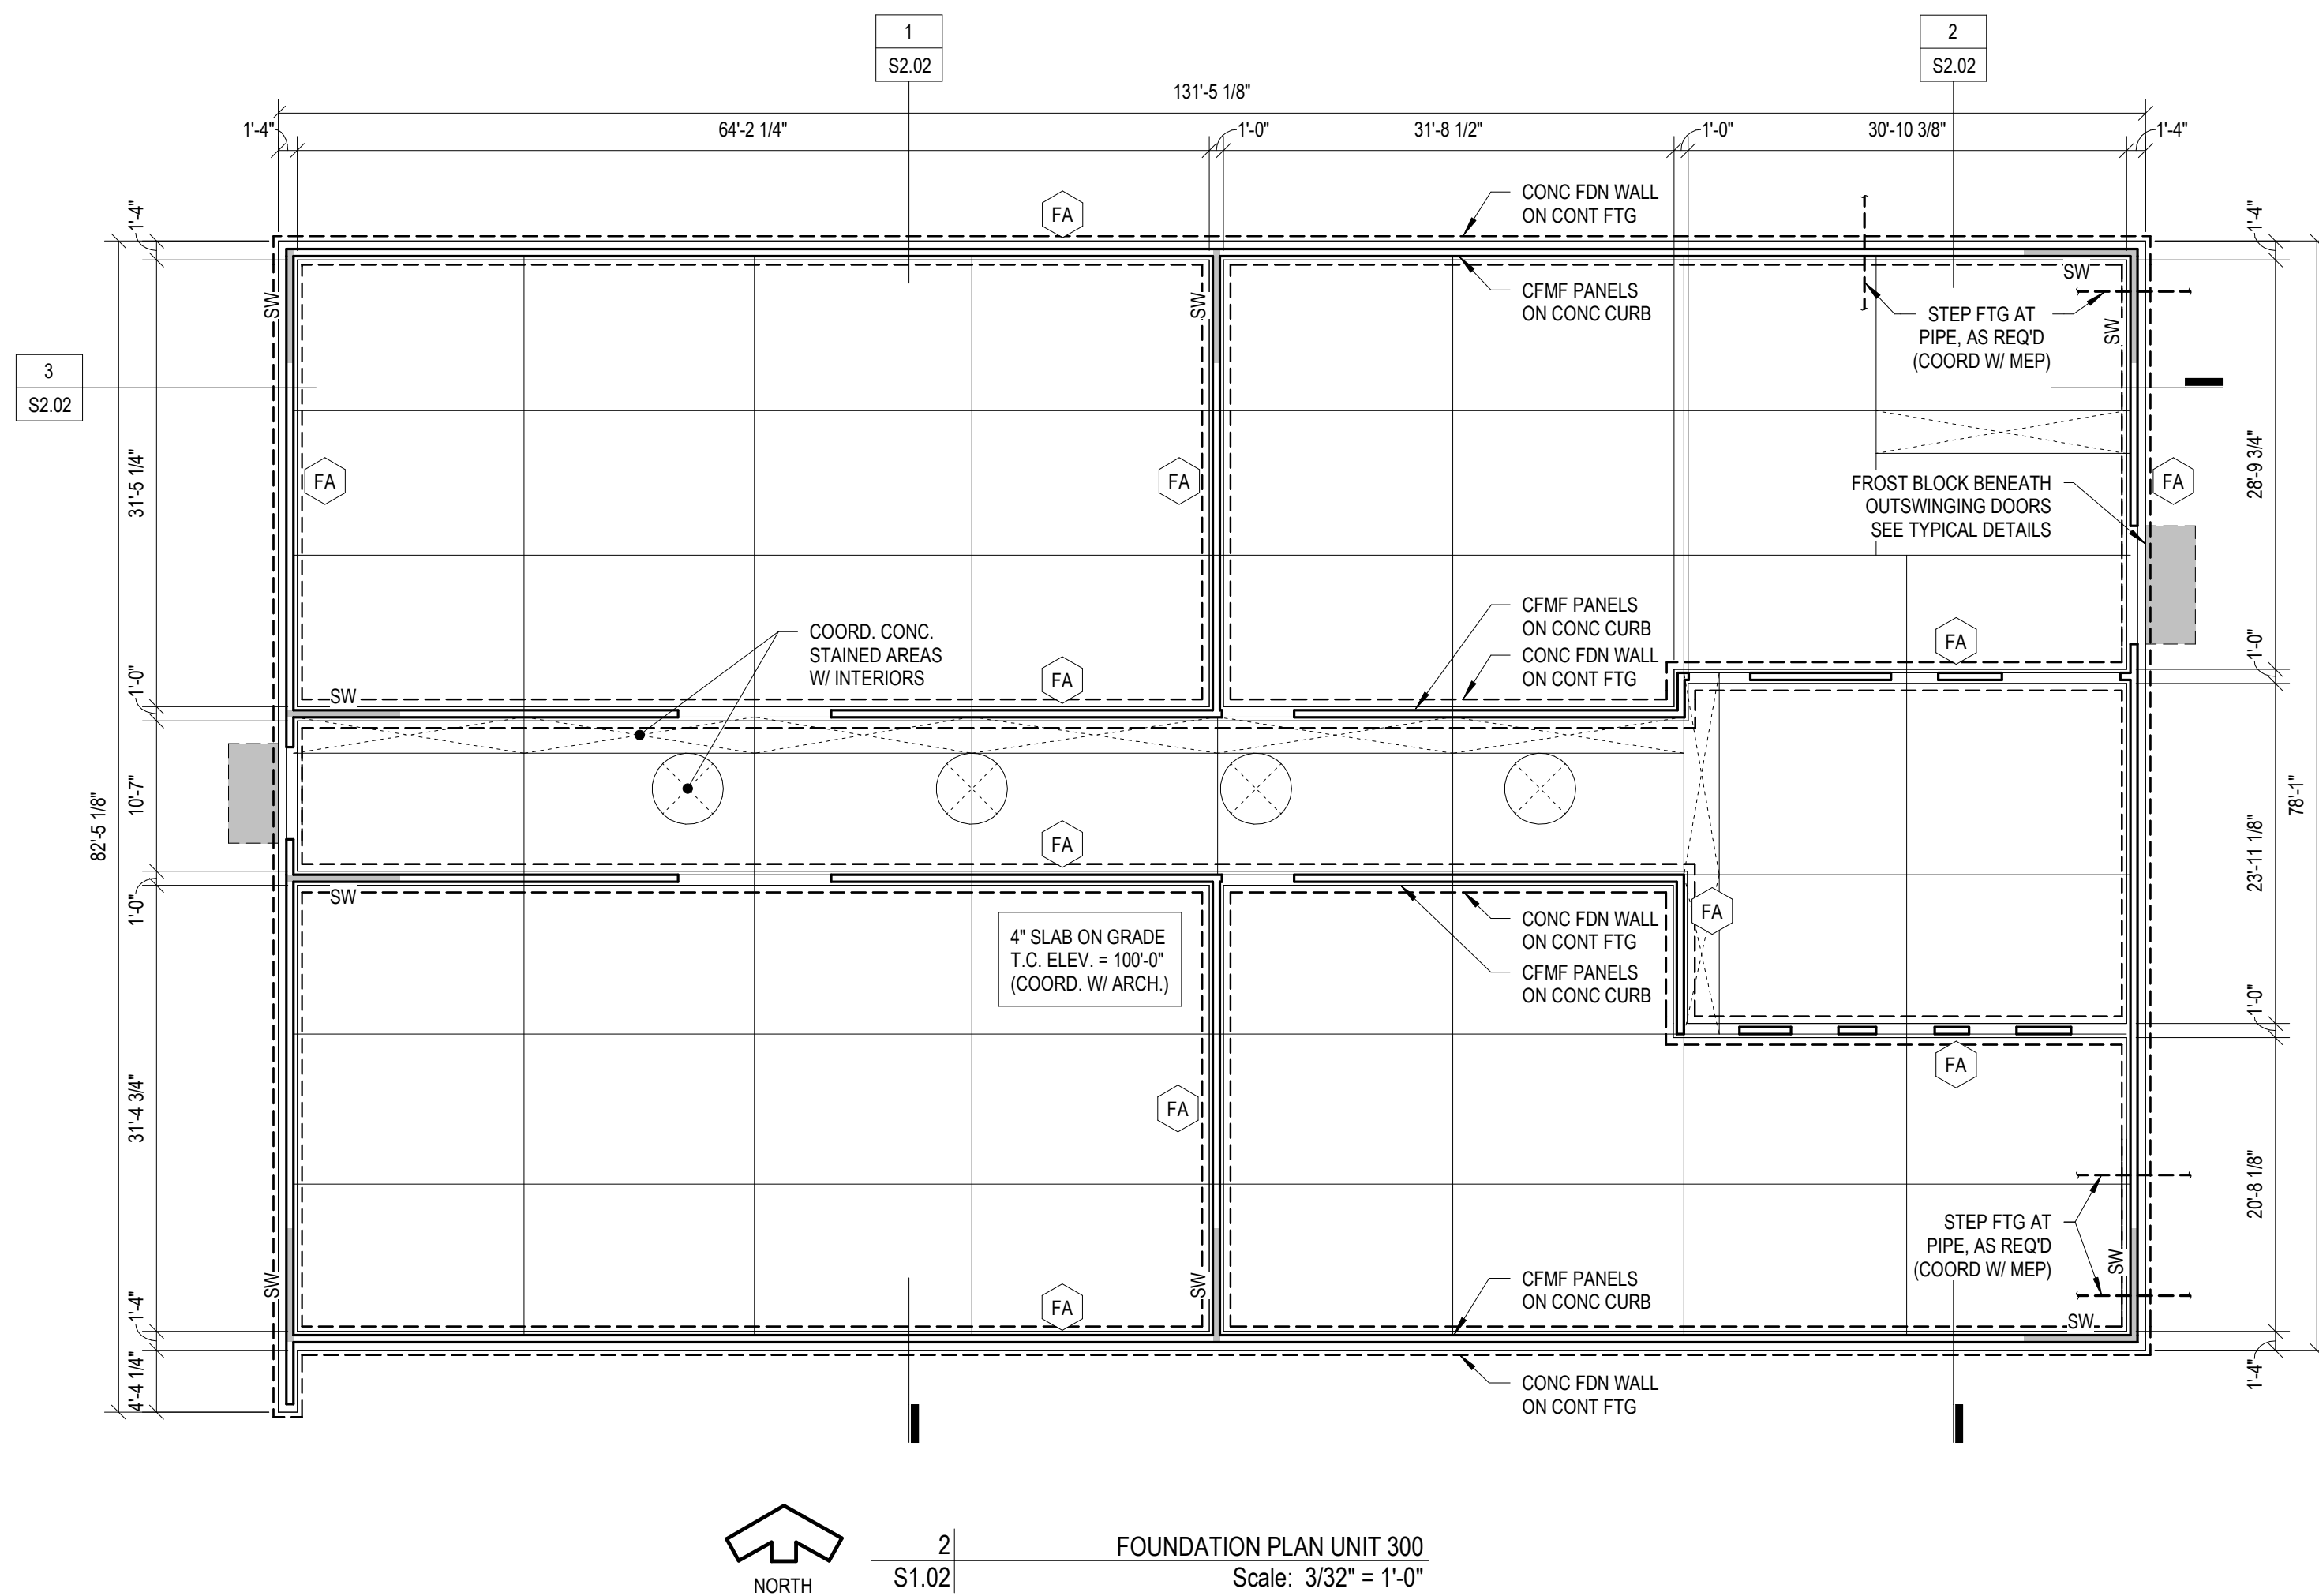 1
S2.02
2
S2.02
131'-5 1/8"
1'-4"
64'-2 1/4"
1'-0"
31'-8 1/2"
1'-0"
30'-10 3/8"
1'-4"
CONC FDN WALL
ON CONT FTG
FA
1'-4"
1'-4"
SW
SW
SW
SW
CFMF PANELS
ON CONC CURB
STEP FTG AT
PIPE, AS REQ'D
(COORD W/ MEP)
3
S2.02
31'-5 1/4"
28'-9 3/4"
FA
FA
FA
FROST BLOCK BENEATH
OUTSWINGING DOORS
SEE TYPICAL DETAILS
CFMF PANELS
ON CONC CURB
CONC FDN WALL
ON CONT FTG
COORD. CONC.
STAINED AREAS
W/ INTERIORS
FA
FA
1'-0"
1'-0"
SW
82'-5 1/8"
10'-7"
78'-1"
23'-11 1/8"
FA
1'-0"
SW
FA
4" SLAB ON GRADE
T.C. ELEV. = 100'-0"
(COORD. W/ ARCH.)
CONC FDN WALL
ON CONT FTG
CFMF PANELS
ON CONC CURB
1'-0"
FA
31'-4 3/4"
FA
20'-8 1/8"
STEP FTG AT
PIPE, AS REQ'D
(COORD W/ MEP)
SW
SW
SW
SW
FA
CFMF PANELS
ON CONC CURB
1'-4"
4'-4 1/4"
1'-4"
CONC FDN WALL
ON CONT FTG
NORTH
2
S1.02
FOUNDATION PLAN UNIT 300
Scale: 3/32" = 1'-0"